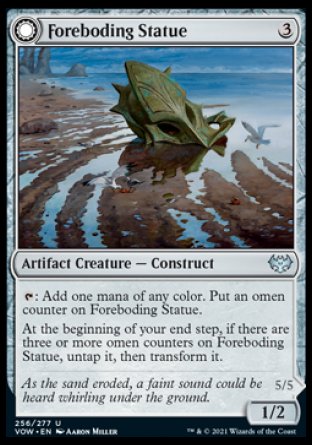 Foreboding Statue 3
Artifact Creature — Construct
: Add one mana of any color. Put an omen
counter on Foreboding Statue.
At the beginning of your end step, if there are
three or more omen counters on Foreboding
Statue, untap it, then transform it.
As the sand eroded, a faint sound could be
heard whirling under the ground.
5/5
1/2
256/277 U
VOW • EN Aaron Miller
™ & © 2021 Wizards of the Coast